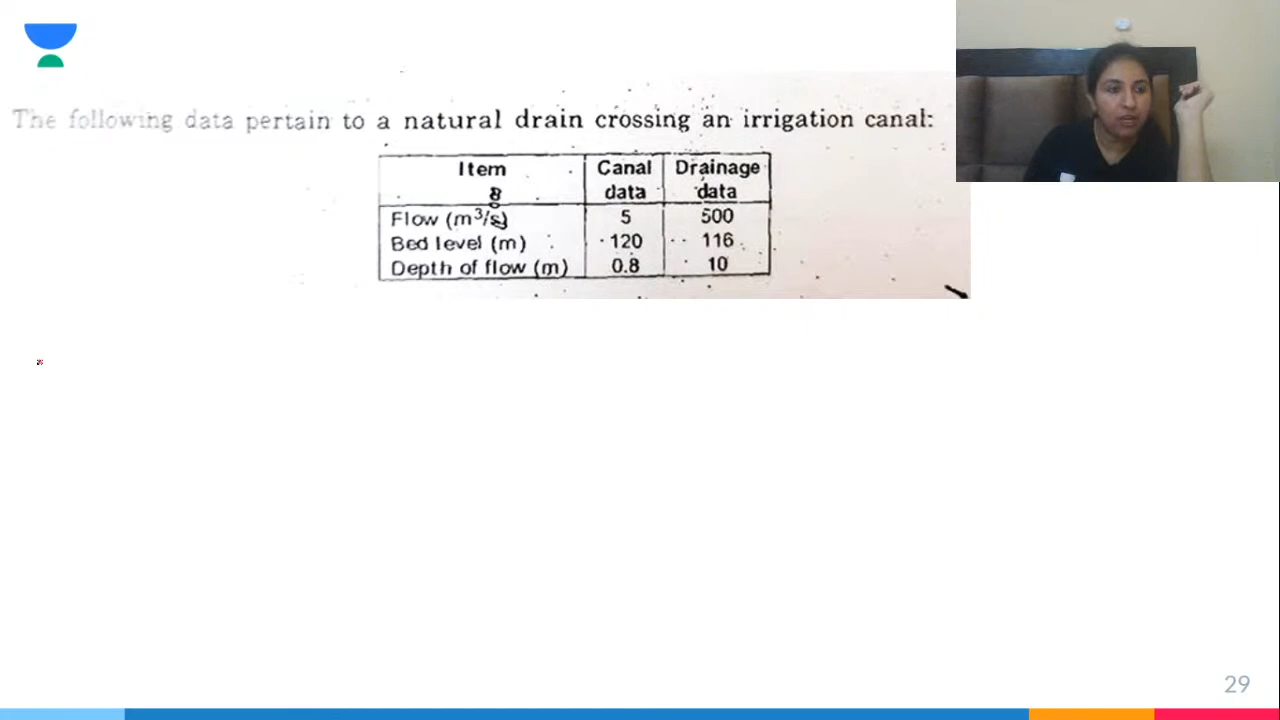 The following data pertain to a natural drain crossing an irrigation canal:
Item Canal data Drainage data
8
Flow (m³/s) 5 500
Bed level (m) 120 116
Depth of flow (m) 0.8 10
29